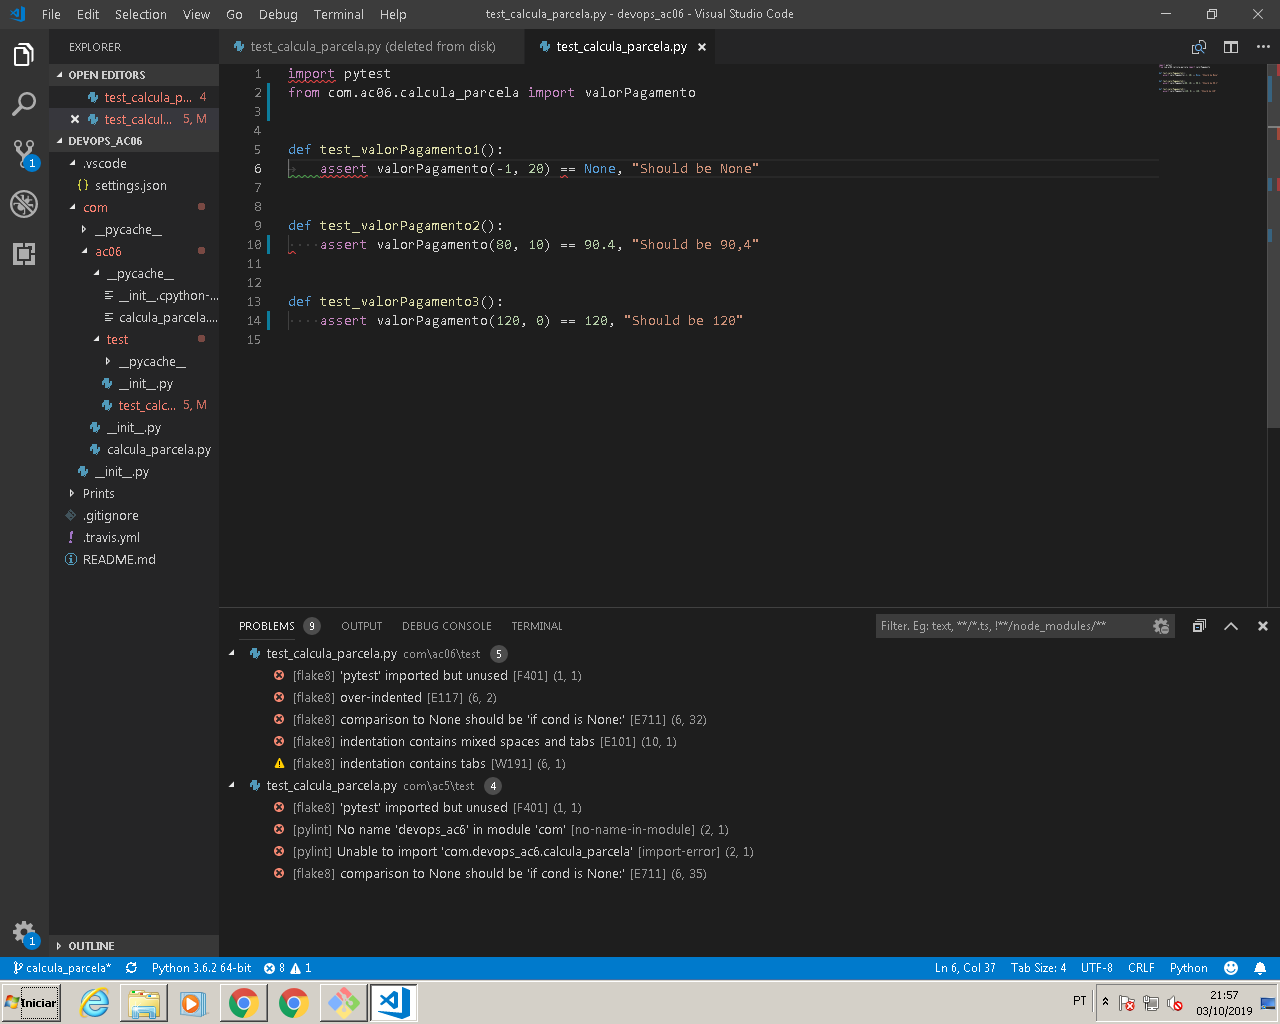 File Edit Selection View Go Debug Terminal Help test_calcula_parcela.py - devops_ac06 - Visual Studio Code
EXPLORER
test_calcula_parcela.py (deleted from disk)
test_calcula_parcela.py
OPEN EDITORS
test_calcula_p... 4
test_calcul... 5, M
DEVOPS_AC06
.vscode
settings.json
com
__pycache__
ac06
__pycache__
__init__.cpython-...
calcula_parcela....
test
__pycache__
__init__.py
test_calc... 5, M
__init__.py
calcula_parcela.py
__init__.py
Prints
.gitignore
.travis.yml
README.md
OUTLINE
1
1
1 import pytest
2 from com.ac06.calcula_parcela import valorPagamento
3
4
5 def test_valorPagamento1():
6 assert valorPagamento(-1, 20) == None, "Should be None"
7
8
9 def test_valorPagamento2():
10 assert valorPagamento(80, 10) == 90.4, "Should be 90,4"
11
12
13 def test_valorPagamento3():
14 assert valorPagamento(120, 0) == 120, "Should be 120"
15
PROBLEMS 9 OUTPUT DEBUG CONSOLE TERMINAL Filter. Eg: text, **/*.ts, !**/node_modules/**
test_calcula_parcela.py com\ac06\test 5
[flake8] 'pytest' imported but unused [F401] (1, 1)
[flake8] over-indented [E117] (6, 2)
[flake8] comparison to None should be 'if cond is None:' [E711] (6, 32)
[flake8] indentation contains mixed spaces and tabs [E101] (10, 1)
[flake8] indentation contains tabs [W191] (6, 1)
test_calcula_parcela.py com\ac5\test 4
[flake8] 'pytest' imported but unused [F401] (1, 1)
[pylint] No name 'devops_ac6' in module 'com' [no-name-in-module] (2, 1)
[pylint] Unable to import 'com.devops_ac6.calcula_parcela' [import-error] (2, 1)
[flake8] comparison to None should be 'if cond is None:' [E711] (6, 35)
calcula_parcela* Python 3.6.2 64-bit 8 1 Ln 6, Col 37 Tab Size: 4 UTF-8 CRLF Python
Iniciar PT 21:57
03/10/2019